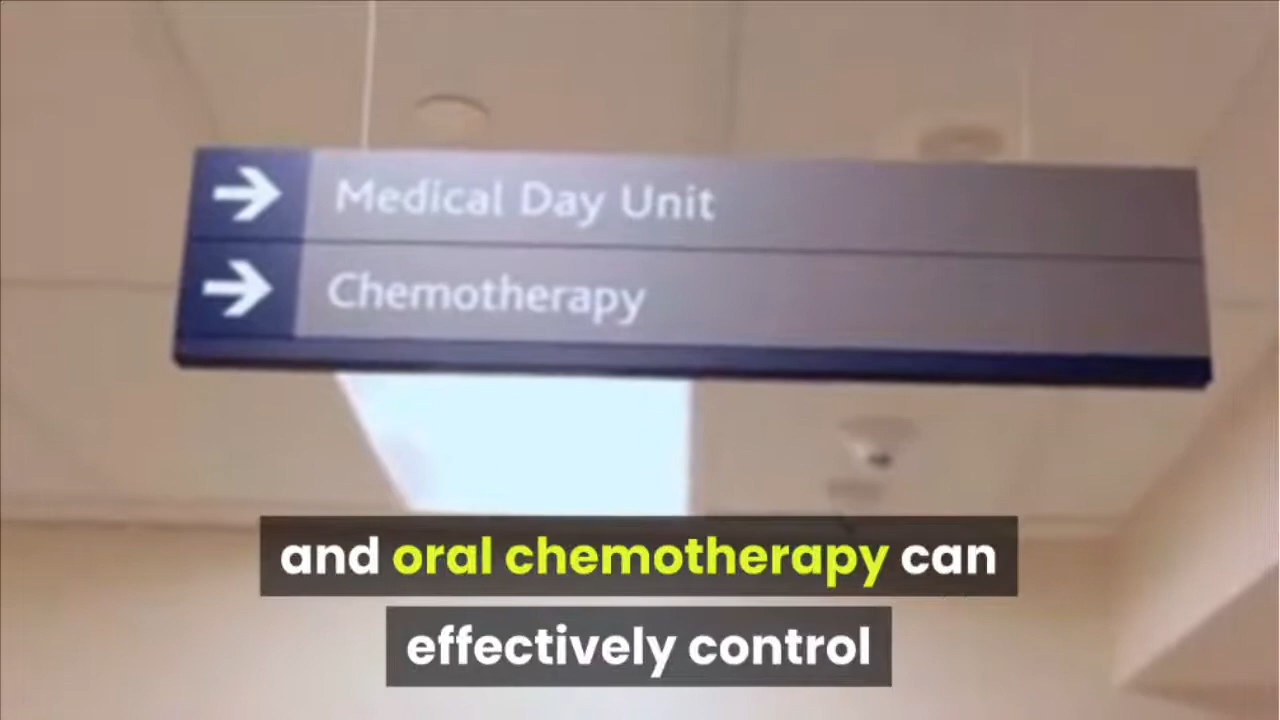 Medical Day Unit
Chemotherapy
and oral chemotherapy can
effectively control